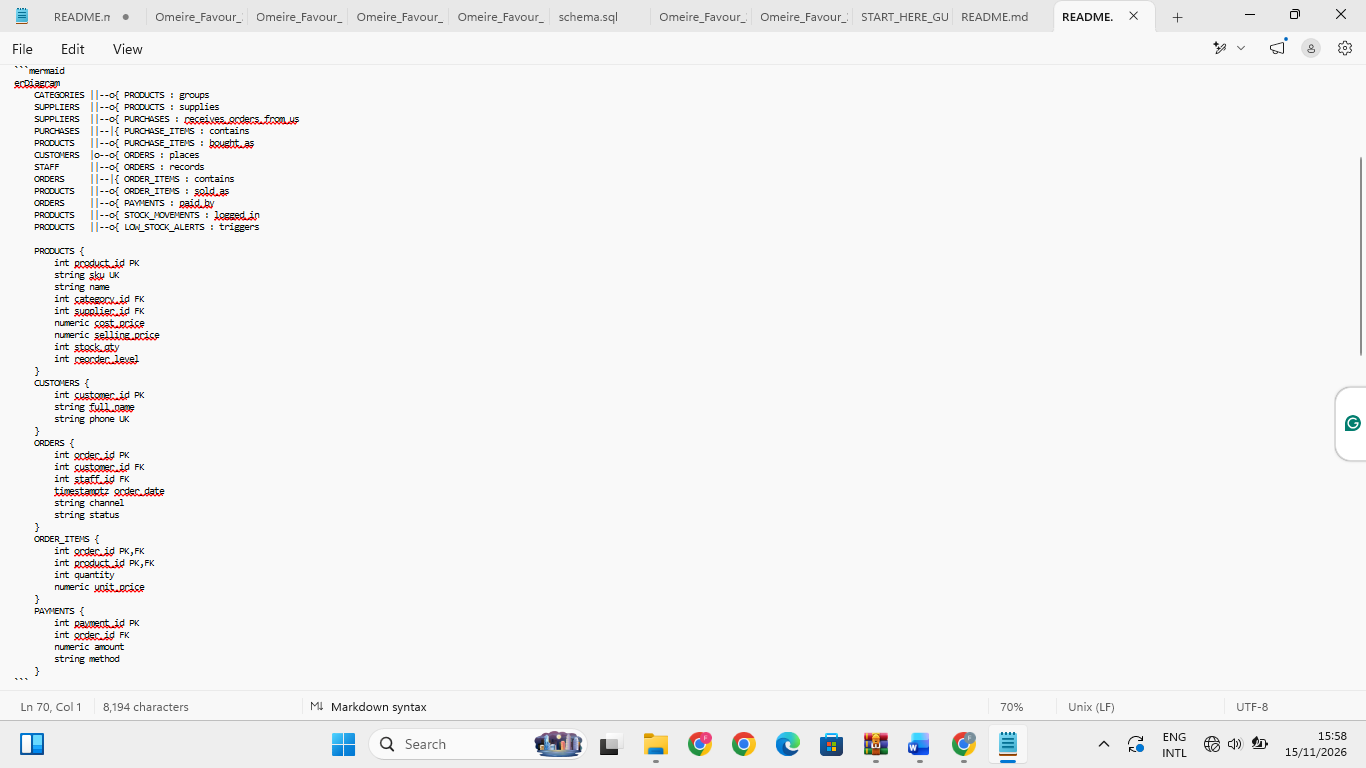 README.m
Omeire_Favour_
Omeire_Favour_
Omeire_Favour_
Omeire_Favour_
schema.sql
Omeire_Favour_
Omeire_Favour_
START_HERE_GU
README.md
README.
File
Edit
View
```mermaid
erDiagram
    CATEGORIES ||--o{ PRODUCTS : groups
    SUPPLIERS  ||--o{ PRODUCTS : supplies
    SUPPLIERS  ||--o{ PURCHASES : receives_orders_from_us
    PURCHASES  ||--|{ PURCHASE_ITEMS : contains
    PRODUCTS   ||--o{ PURCHASE_ITEMS : bought_as
    CUSTOMERS  |o--o{ ORDERS : places
    STAFF      ||--o{ ORDERS : records
    ORDERS     ||--|{ ORDER_ITEMS : contains
    PRODUCTS   ||--o{ ORDER_ITEMS : sold_as
    ORDERS     ||--o{ PAYMENTS : paid_by
    PRODUCTS   ||--o{ STOCK_MOVEMENTS : logged_in
    PRODUCTS   ||--o{ LOW_STOCK_ALERTS : triggers
    PRODUCTS {
        int product_id PK
        string sku UK
        string name
        int category_id FK
        int supplier_id FK
        numeric cost_price
        numeric selling_price
        int stock_qty
        int reorder_level
    }
    CUSTOMERS {
        int customer_id PK
        string full_name
        string phone UK
    }
    ORDERS {
        int order_id PK
        int customer_id FK
        int staff_id FK
        timestamptz order_date
        string channel
        string status
    }
    ORDER_ITEMS {
        int order_id PK,FK
        int product_id PK,FK
        int quantity
        numeric unit_price
    }
    PAYMENTS {
        int payment_id PK
        int order_id FK
        numeric amount
        string method
    }
```
Ln 70, Col 1
8,194 characters
M↓ Markdown syntax
70%
Unix (LF)
UTF-8
Search
ENG
INTL
15:58
15/11/2026